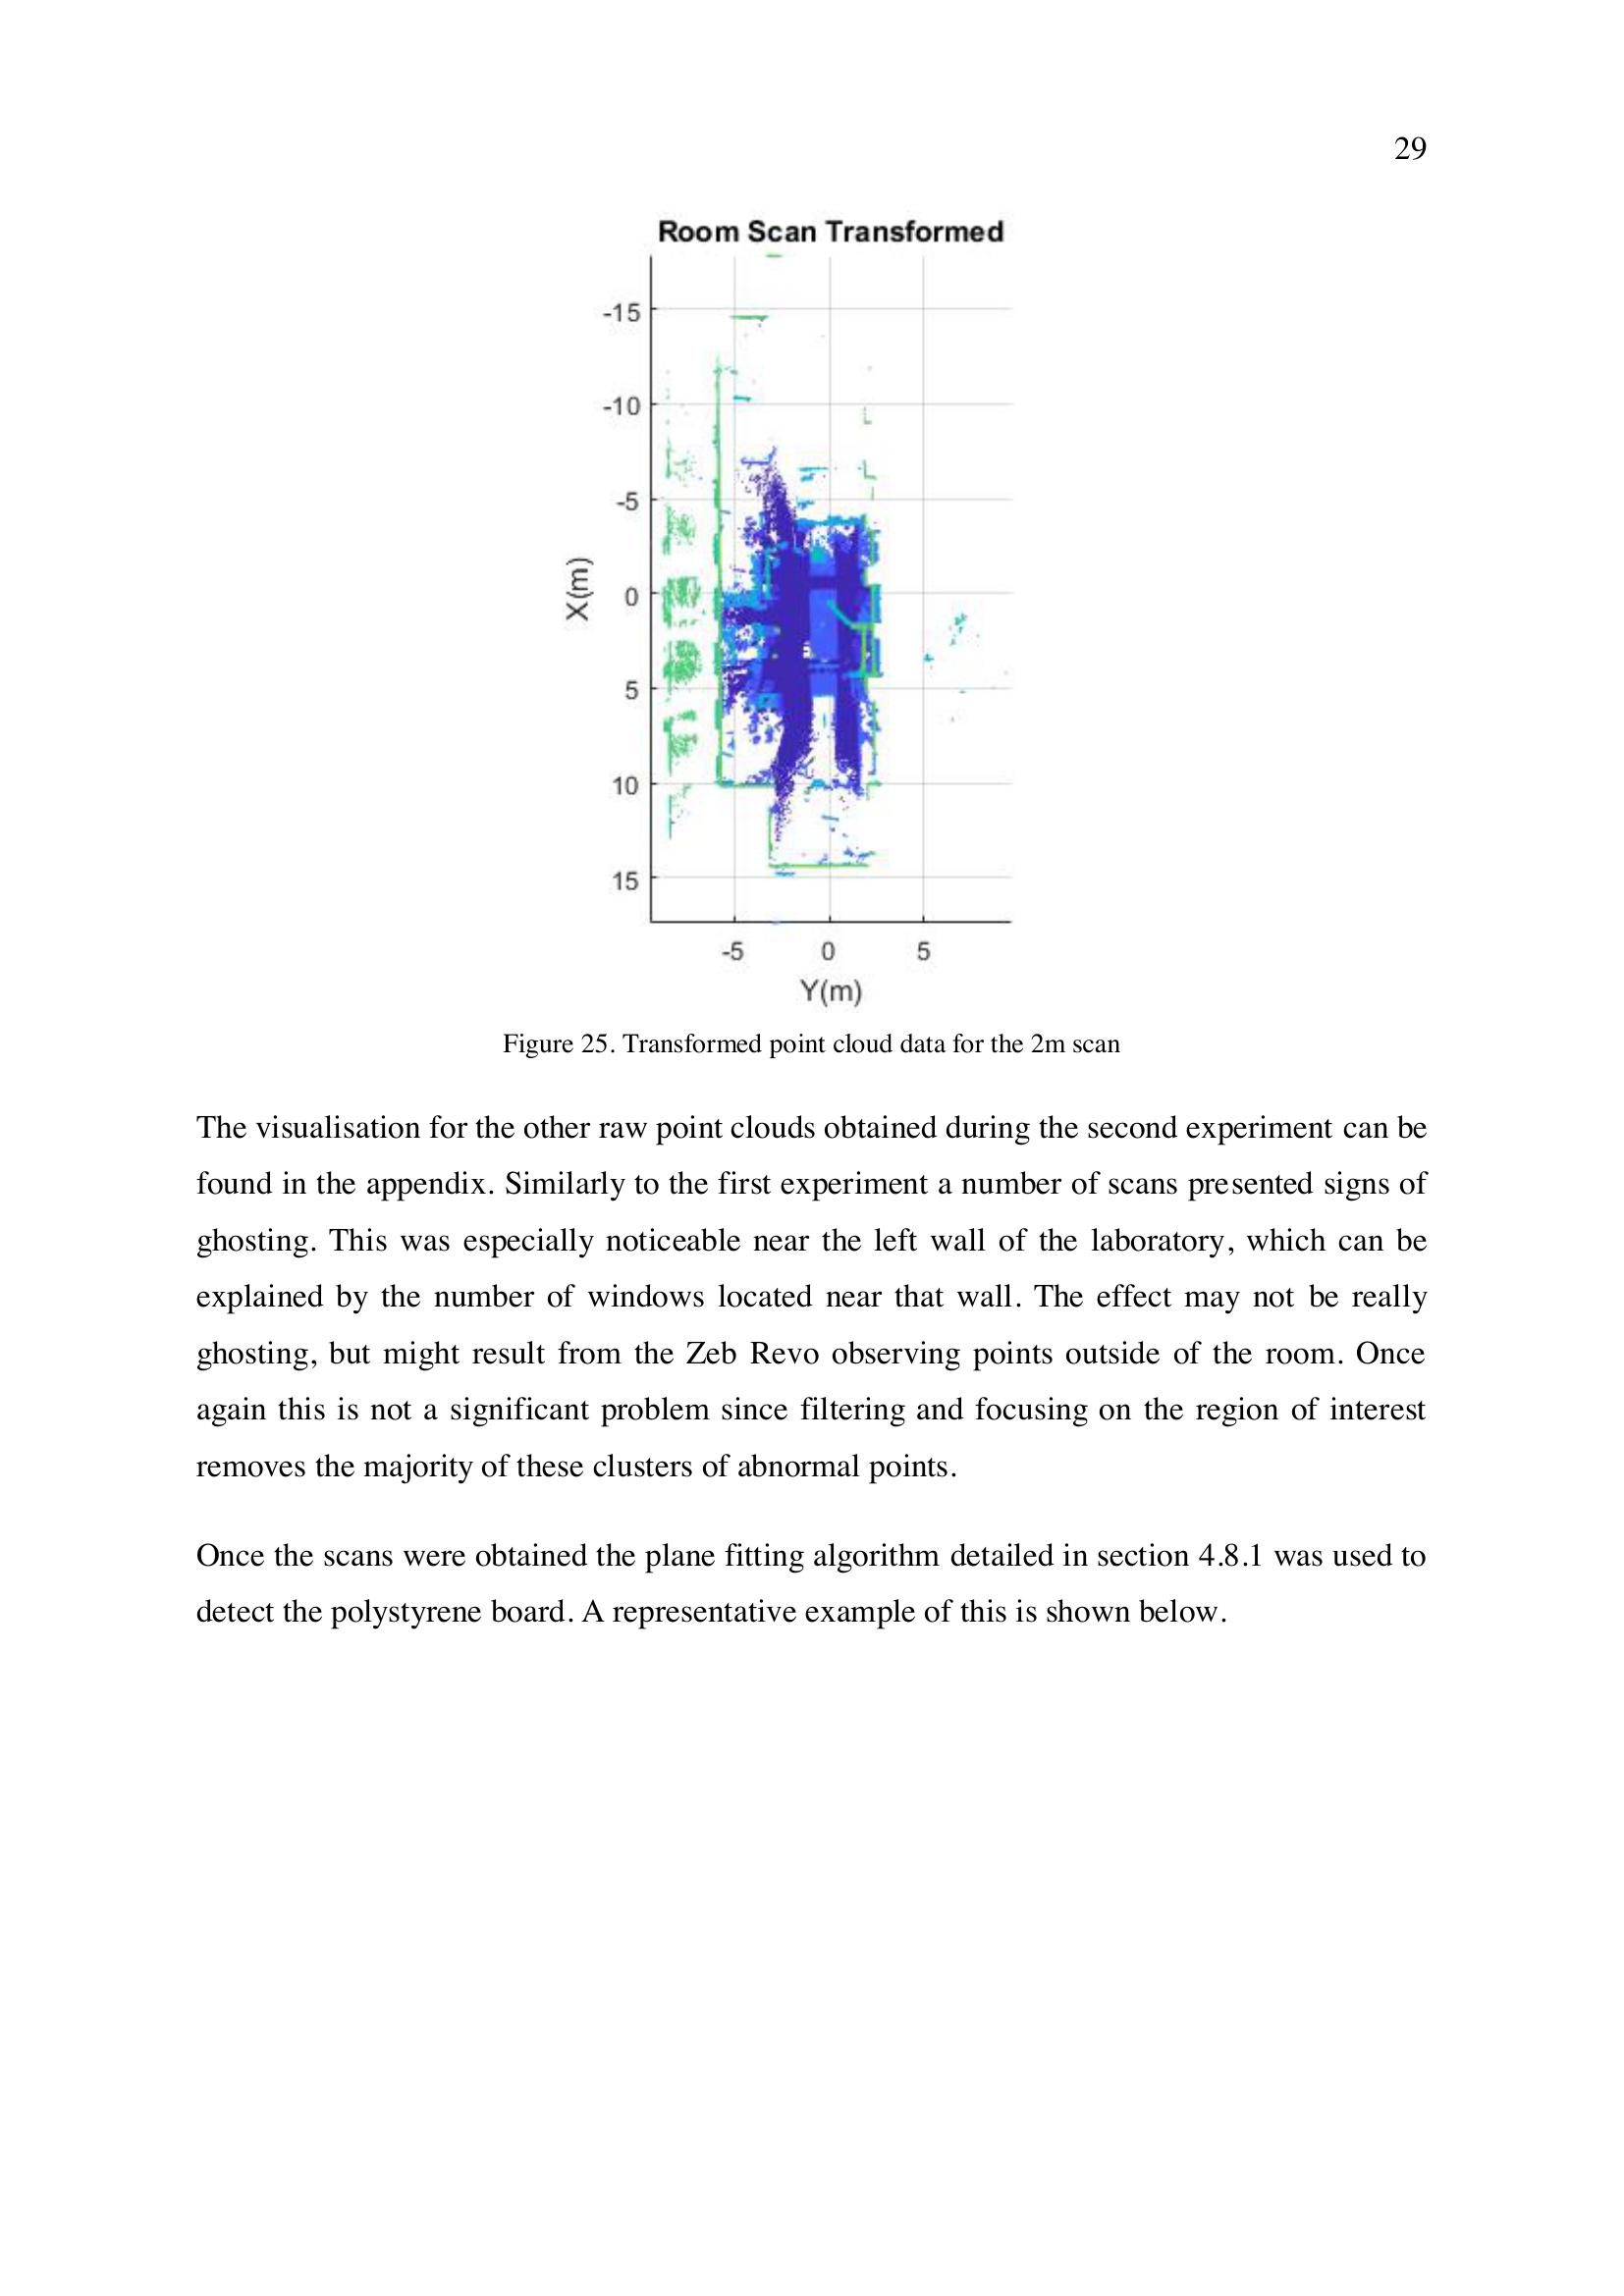 29
Room Scan Transformed
-15
-10
-5
0
5
10
15
X(m)
-5 0 5
Y(m)
Figure 25. Transformed point cloud data for the 2m scan
The visualisation for the other raw point clouds obtained during the second experiment can be
found in the appendix. Similarly to the first experiment a number of scans presented signs of
ghosting. This was especially noticeable near the left wall of the laboratory, which can be
explained by the number of windows located near that wall. The effect may not be really
ghosting, but might result from the Zeb Revo observing points outside of the room. Once
again this is not a significant problem since filtering and focusing on the region of interest
removes the majority of these clusters of abnormal points.
Once the scans were obtained the plane fitting algorithm detailed in section 4.8.1 was used to
detect the polystyrene board. A representative example of this is shown below.